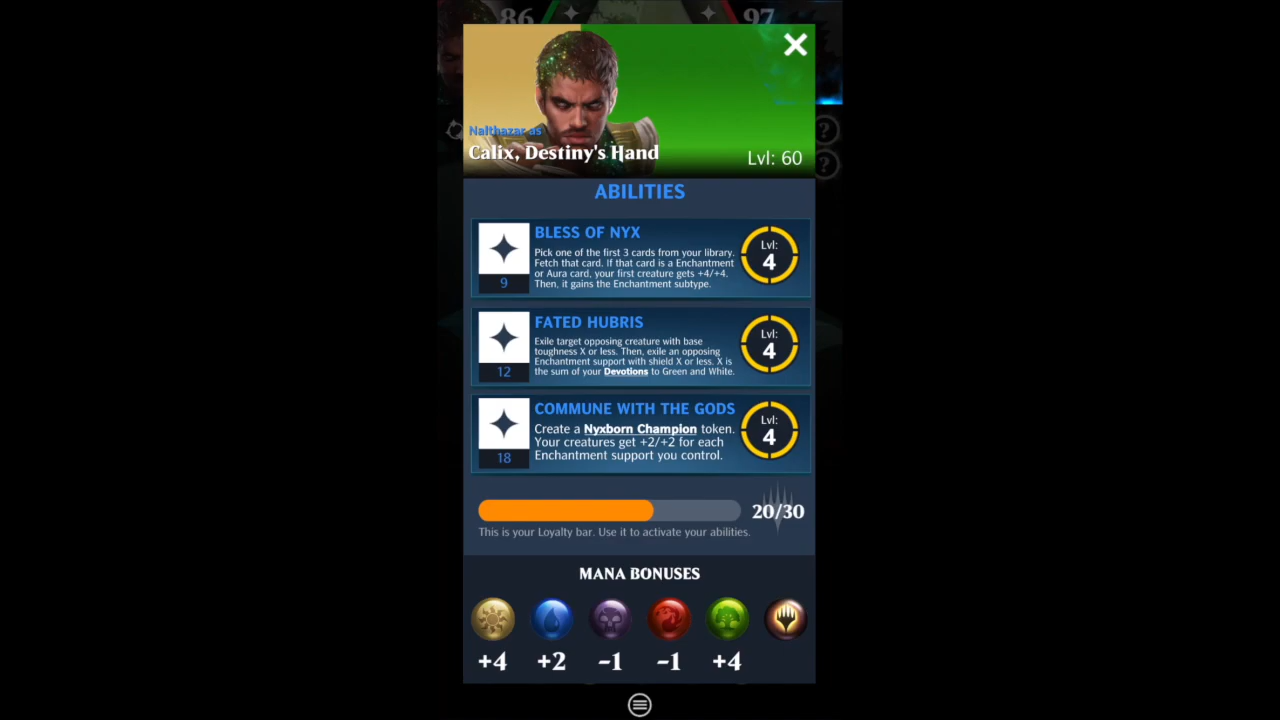 86
97
Nalthazar as
Calix, Destiny's Hand
Lvl: 60
ABILITIES
BLESS OF NYX
Pick one of the first 3 cards from your library.
Fetch that card. If that card is a Enchantment
or Aura card, your first creature gets +4/+4.
Then, it gains the Enchantment subtype.
9
Lvl:
4
FATED HUBRIS
Exile target opposing creature with base
toughness X or less. Then, exile an opposing
Enchantment support with shield X or less. X is
the sum of your Devotions to Green and White.
12
Lvl:
4
COMMUNE WITH THE GODS
Create a Nyxborn Champion token.
Your creatures get +2/+2 for each
Enchantment support you control.
18
Lvl:
4
20/30
This is your Loyalty bar. Use it to activate your abilities.
MANA BONUSES
+4 +2 -1 -1 +4
?
?